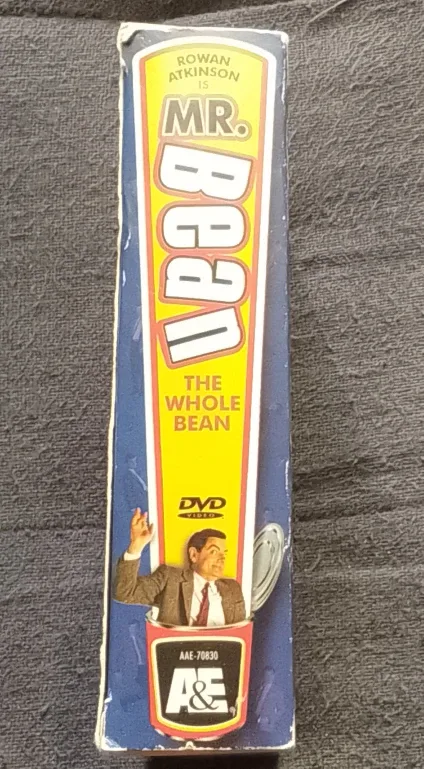 ROWAN
ATKINSON
IS
MR.
Bean
THE
WHOLE
BEAN
DVD
VIDEO
AAE-70830
A&E